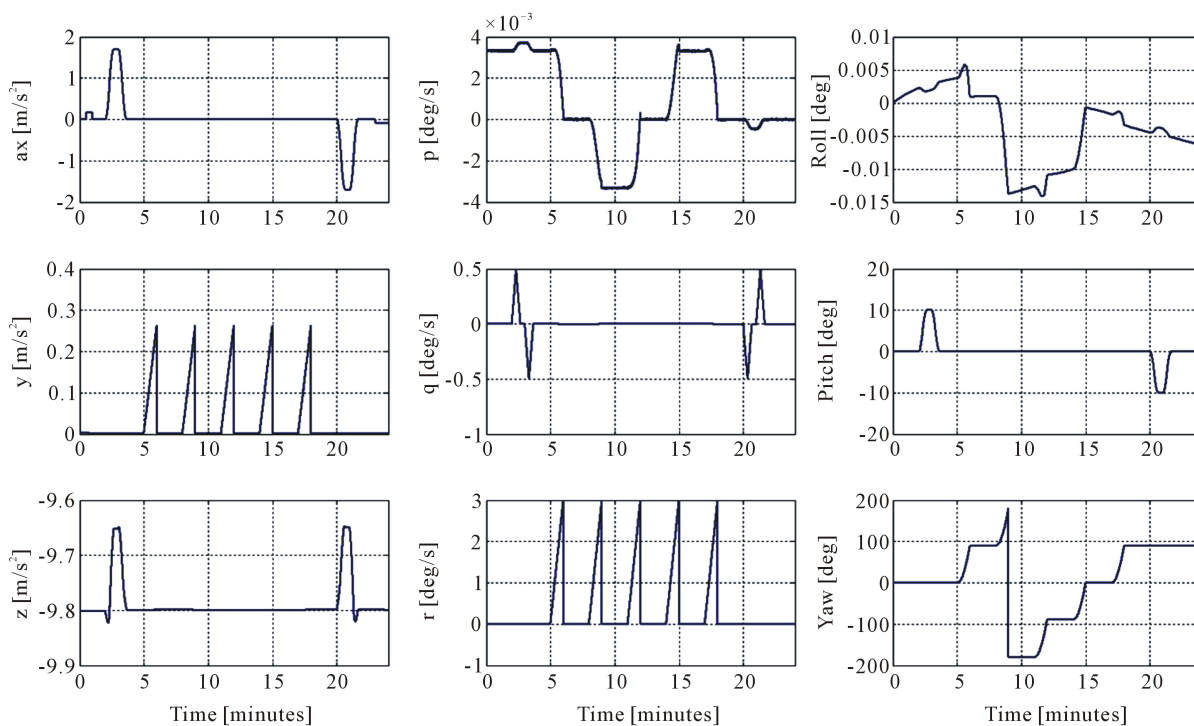 ×10⁻³
2
1
0
-1
-2
ax [m/s²]
0 5 10 15 20
4
2
0
-2
-4
p [deg/s]
0 5 10 15 20
0.01
0.005
0
-0.005
-0.01
-0.015
Roll [deg]
0 5 10 15 20
0.4
0.3
0.2
0.1
0
y [m/s²]
0 5 10 15 20
0.5
0
-0.5
-1
q [deg/s]
0 5 10 15 20
20
10
0
-10
-20
Pitch [deg]
0 5 10 15 20
-9.6
-9.7
-9.8
-9.9
z [m/s²]
0 5 10 15 20
Time [minutes]
3
2
1
0
-1
r [deg/s]
0 5 10 15 20
Time [minutes]
200
100
0
-100
-200
Yaw [deg]
0 5 10 15 20
Time [minutes]